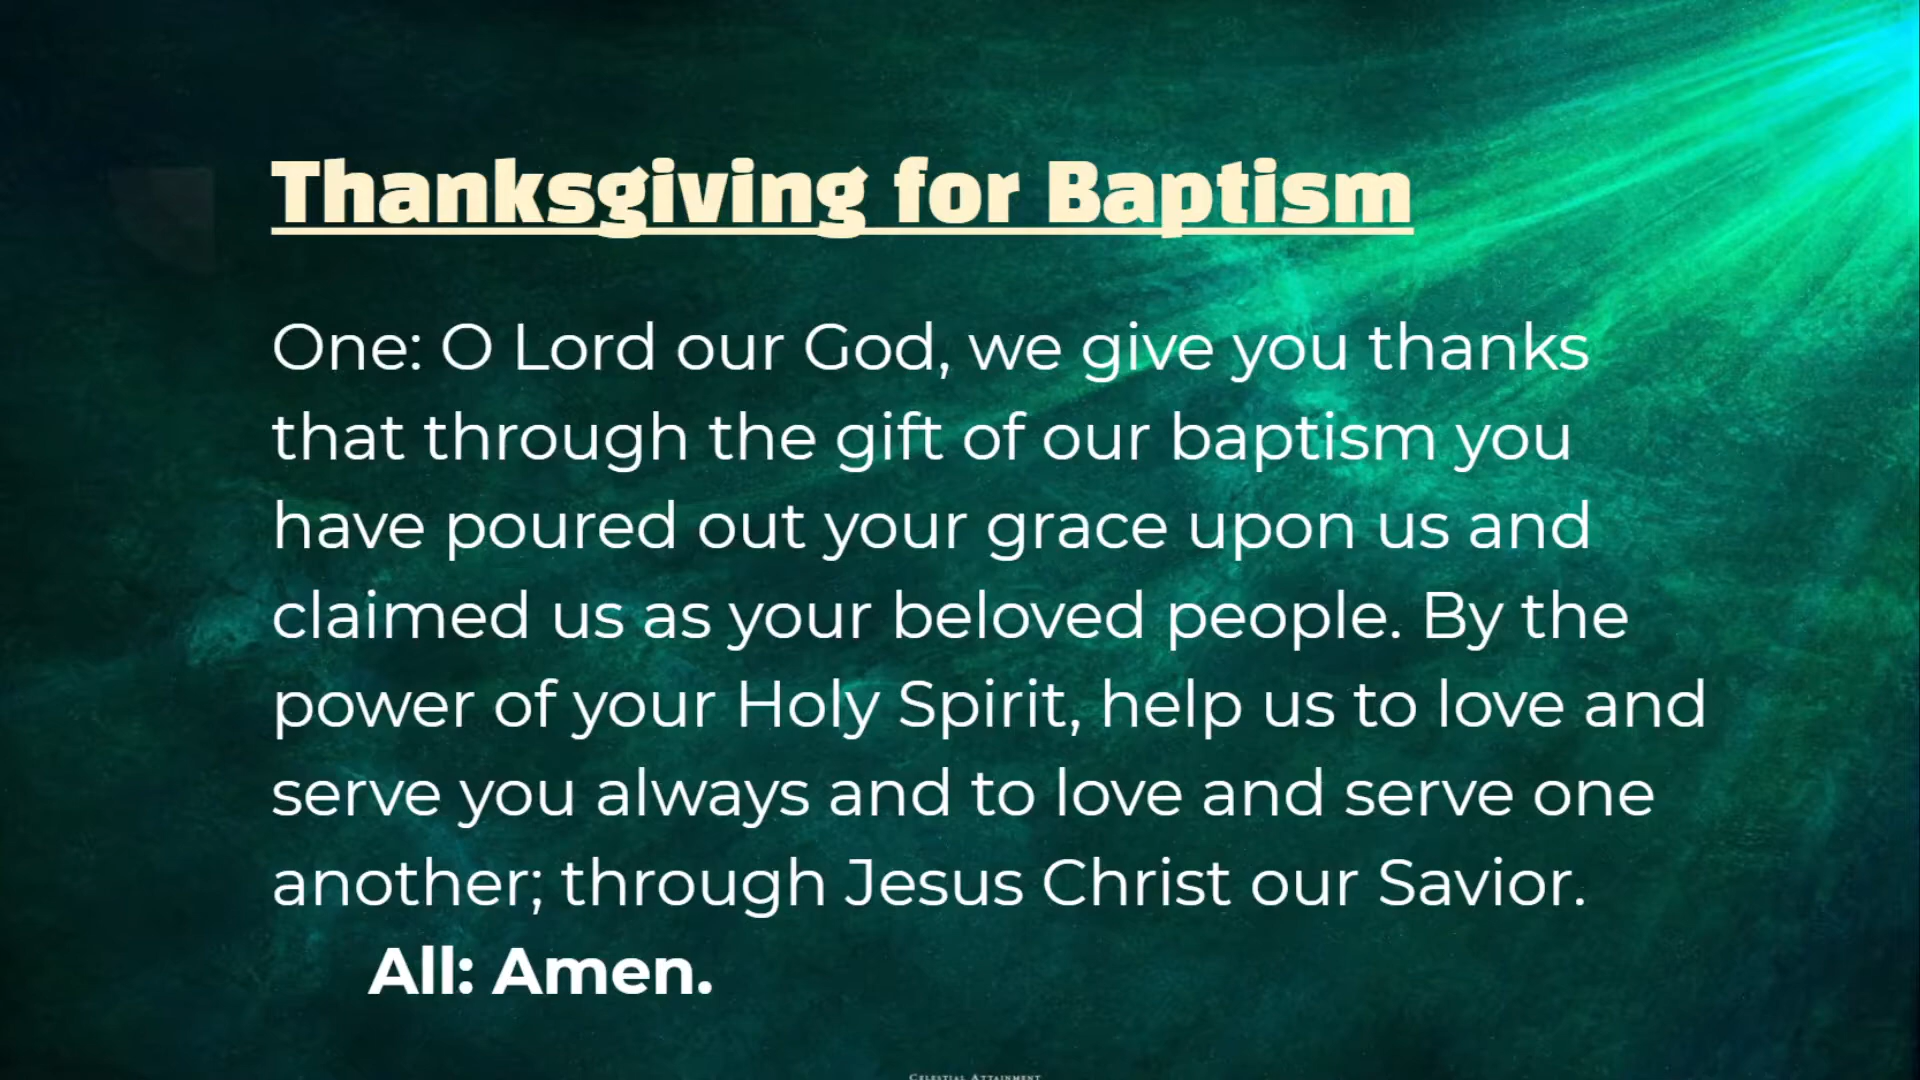 Thanksgiving for Baptism
One: O Lord our God, we give you thanks
that through the gift of our baptism you
have poured out your grace upon us and
claimed us as your beloved people. By the
power of your Holy Spirit, help us to love and
serve you always and to love and serve one
another; through Jesus Christ our Savior.
All: Amen.
Celestial Attainment